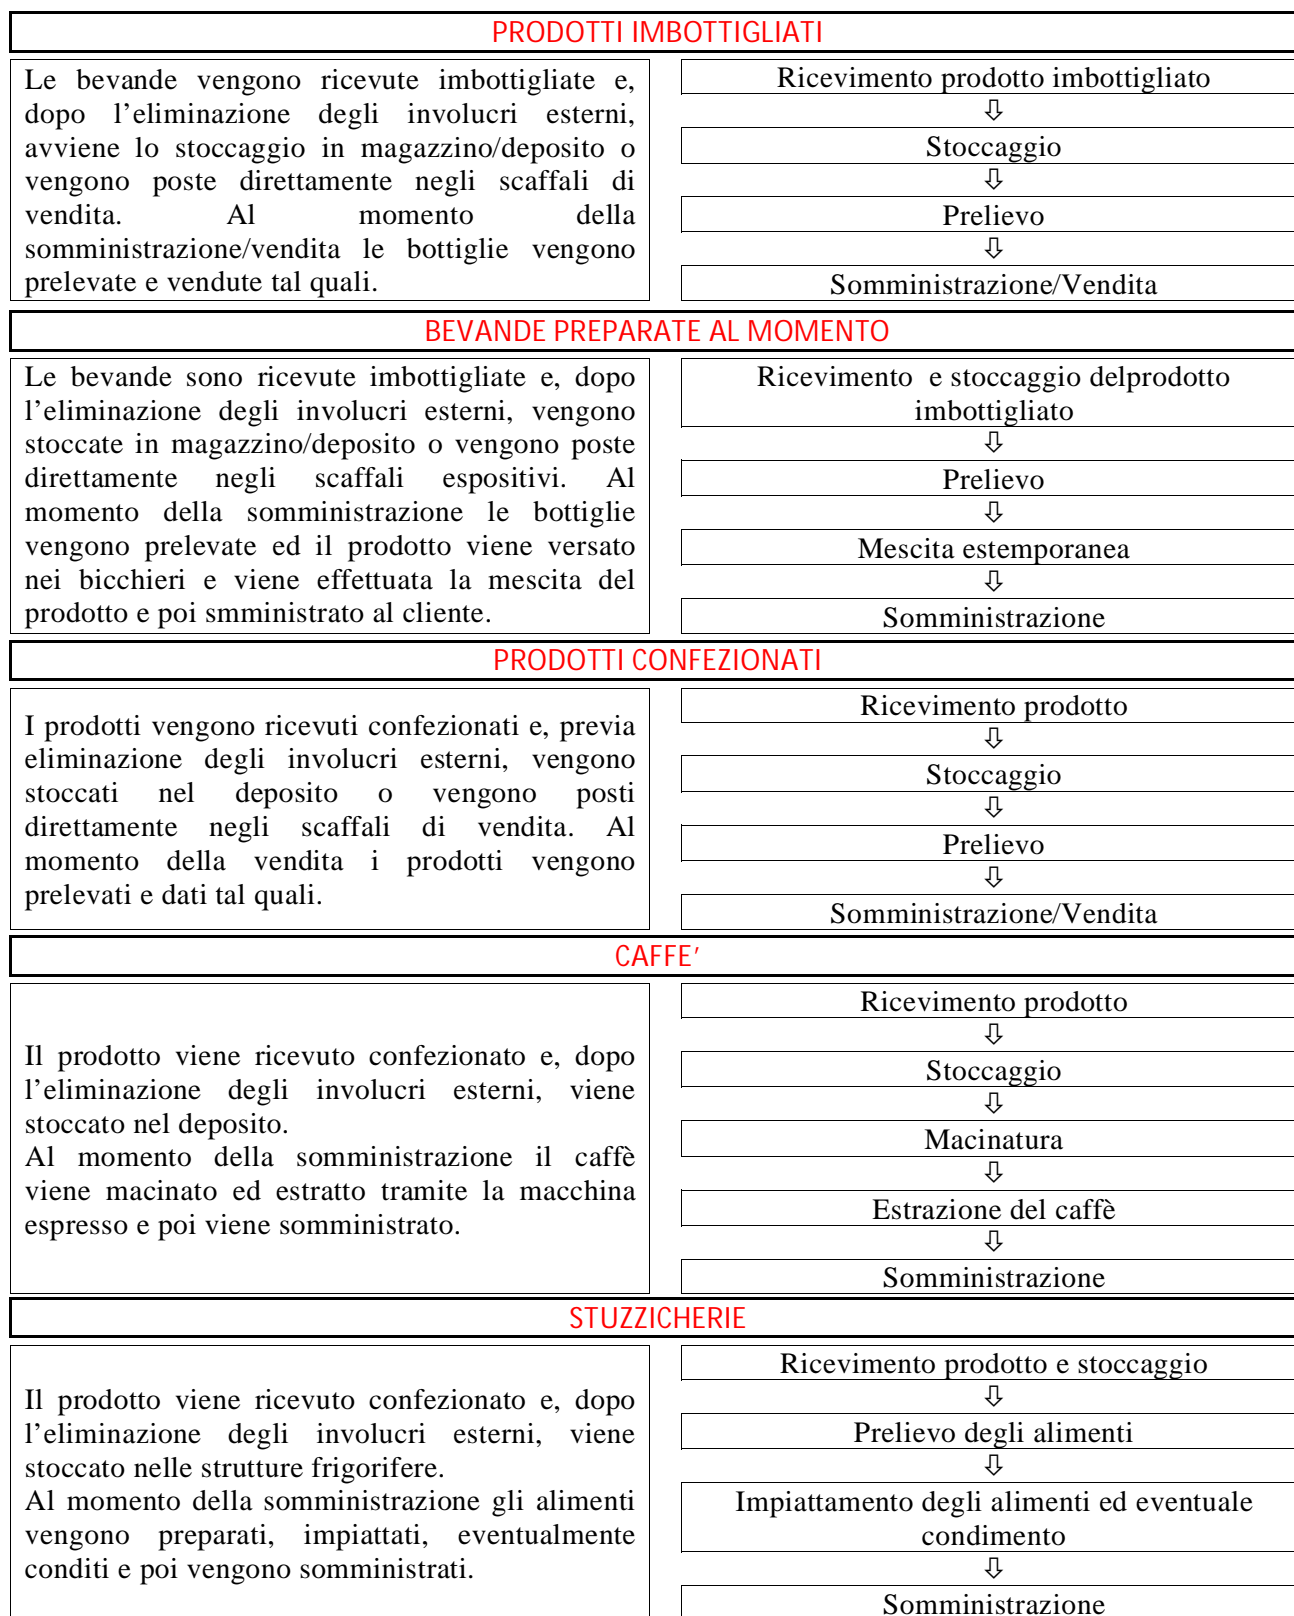 PRODOTTI IMBOTTIGLIATI
Le bevande vengono ricevute imbottigliate e,
dopo l’eliminazione degli involucri esterni,
avviene lo stoccaggio in magazzino/deposito o
vengono poste direttamente negli scaffali di
vendita. Al momento della
somministrazione/vendita le bottiglie vengono
prelevate e vendute tal quali.
Ricevimento prodotto imbottigliato
⇩
Stoccaggio
⇩
Prelievo
⇩
Somministrazione/Vendita
BEVANDE PREPARATE AL MOMENTO
Le bevande sono ricevute imbottigliate e, dopo
l’eliminazione degli involucri esterni, vengono
stoccate in magazzino/deposito o vengono poste
direttamente negli scaffali espositivi. Al
momento della somministrazione le bottiglie
vengono prelevate ed il prodotto viene versato
nei bicchieri e viene effettuata la mescita del
prodotto e poi smministrato al cliente.
Ricevimento e stoccaggio delprodotto
imbottigliato
⇩
Prelievo
⇩
Mescita estemporanea
⇩
Somministrazione
PRODOTTI CONFEZIONATI
I prodotti vengono ricevuti confezionati e, previa
eliminazione degli involucri esterni, vengono
stoccati nel deposito o vengono posti
direttamente negli scaffali di vendita. Al
momento della vendita i prodotti vengono
prelevati e dati tal quali.
Ricevimento prodotto
⇩
Stoccaggio
⇩
Prelievo
⇩
Somministrazione/Vendita
CAFFE’
Il prodotto viene ricevuto confezionato e, dopo
l’eliminazione degli involucri esterni, viene
stoccato nel deposito.
Al momento della somministrazione il caffè
viene macinato ed estratto tramite la macchina
espresso e poi viene somministrato.
Ricevimento prodotto
⇩
Stoccaggio
⇩
Macinatura
⇩
Estrazione del caffè
⇩
Somministrazione
STUZZICHERIE
Il prodotto viene ricevuto confezionato e, dopo
l’eliminazione degli involucri esterni, viene
stoccato nelle strutture frigorifere.
Al momento della somministrazione gli alimenti
vengono preparati, impiattati, eventualmente
conditi e poi vengono somministrati.
Ricevimento prodotto e stoccaggio
⇩
Prelievo degli alimenti
⇩
Impiattamento degli alimenti ed eventuale
condimento
⇩
Somministrazione